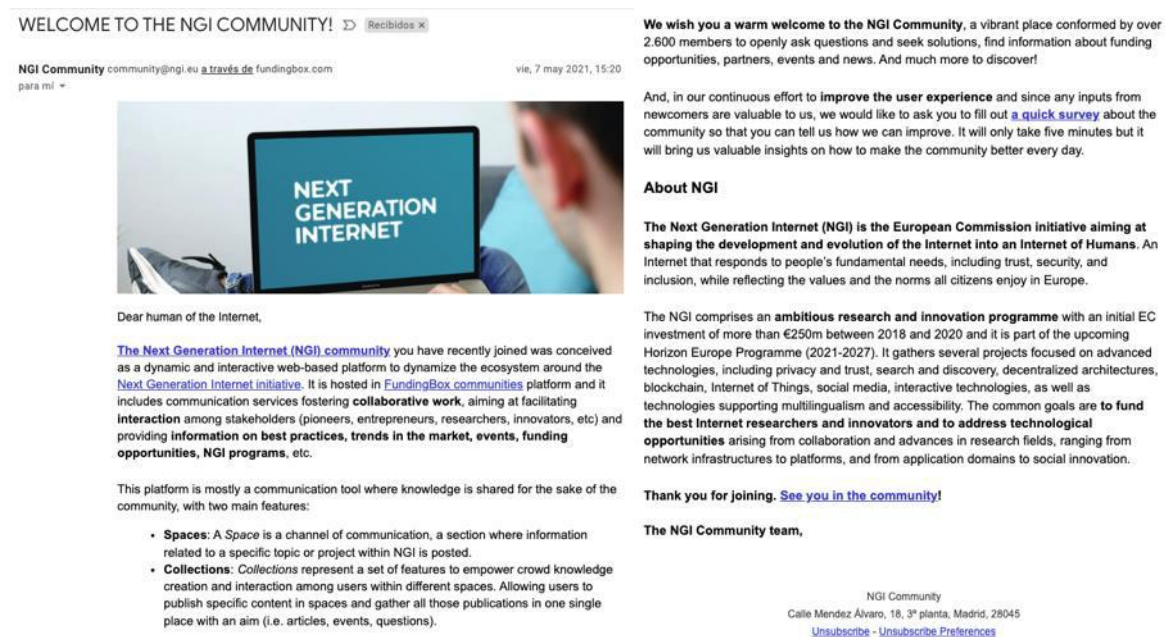 WELCOME TO THE NGI COMMUNITY!
Recibidos ×
NGI Community community@ngi.eu a través de fundingbox.com
vie, 7 may 2021, 15:20
para mí
NEXT
GENERATION
INTERNET
Dear human of the Internet,
The Next Generation Internet (NGI) community you have recently joined was conceived
as a dynamic and interactive web-based platform to dynamize the ecosystem around the
Next Generation Internet initiative. It is hosted in FundingBox communities platform and it
includes communication services fostering collaborative work, aiming at facilitating
interaction among stakeholders (pioneers, entrepreneurs, researchers, innovators, etc) and
providing information on best practices, trends in the market, events, funding
opportunities, NGI programs, etc.
This platform is mostly a communication tool where knowledge is shared for the sake of the
community, with two main features:
• Spaces: A Space is a channel of communication, a section where information
related to a specific topic or project within NGI is posted.
• Collections: Collections represent a set of features to empower crowd knowledge
creation and interaction among users within different spaces. Allowing users to
publish specific content in spaces and gather all those publications in one single
place with an aim (i.e. articles, events, questions).
We wish you a warm welcome to the NGI Community, a vibrant place conformed by over
2.600 members to openly ask questions and seek solutions, find information about funding
opportunities, partners, events and news. And much more to discover!
And, in our continuous effort to improve the user experience and since any inputs from
newcomers are valuable to us, we would like to ask you to fill out a quick survey about the
community so that you can tell us how we can improve. It will only take five minutes but it
will bring us valuable insights on how to make the community better every day.
About NGI
The Next Generation Internet (NGI) is the European Commission initiative aiming at
shaping the development and evolution of the Internet into an Internet of Humans. An
Internet that responds to people's fundamental needs, including trust, security, and
inclusion, while reflecting the values and the norms all citizens enjoy in Europe.
The NGI comprises an ambitious research and innovation programme with an initial EC
investment of more than €250m between 2018 and 2020 and it is part of the upcoming
Horizon Europe Programme (2021-2027). It gathers several projects focused on advanced
technologies, including privacy and trust, search and discovery, decentralized architectures,
blockchain, Internet of Things, social media, interactive technologies, as well as
technologies supporting multilingualism and accessibility. The common goals are to fund
the best Internet researchers and innovators and to address technological
opportunities arising from collaboration and advances in research fields, ranging from
network infrastructures to platforms, and from application domains to social innovation.
Thank you for joining. See you in the community!
The NGI Community team,
NGI Community
Calle Mendez Álvaro, 18, 3ª planta, Madrid, 28045
Unsubscribe - Unsubscribe Preferences